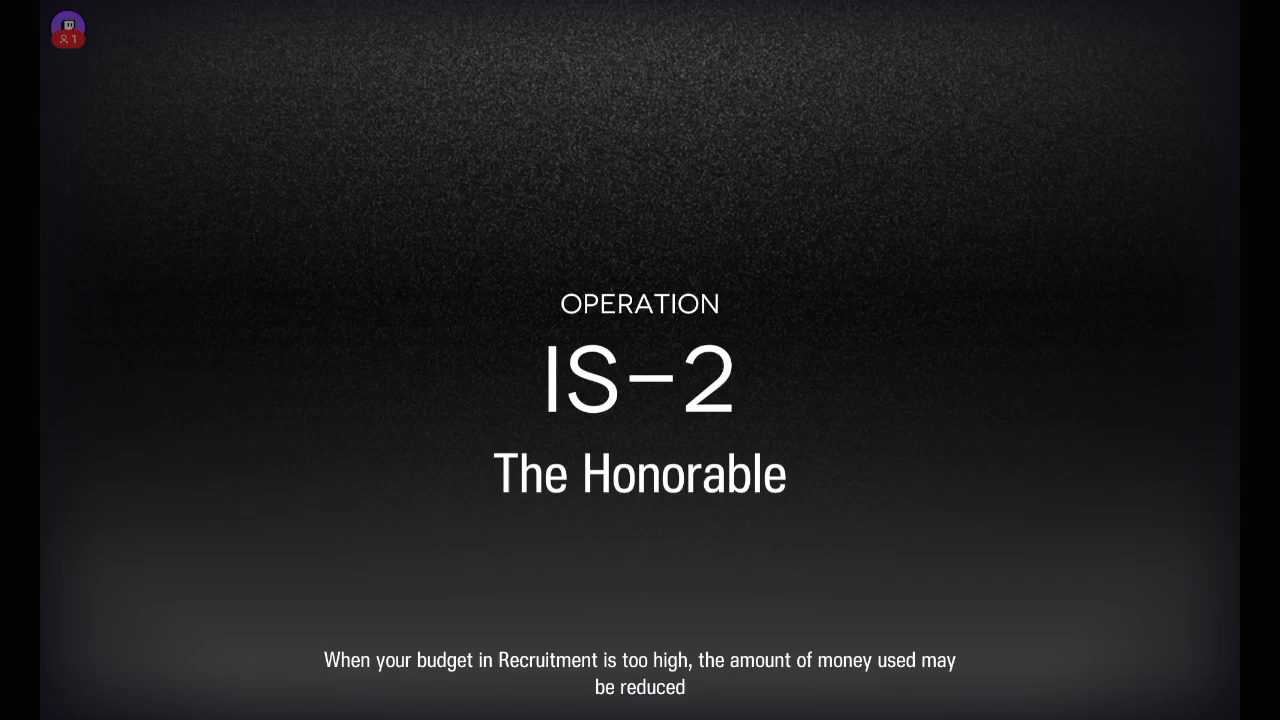 1
OPERATION
IS-2
The Honorable
When your budget in Recruitment is too high, the amount of money used may
be reduced